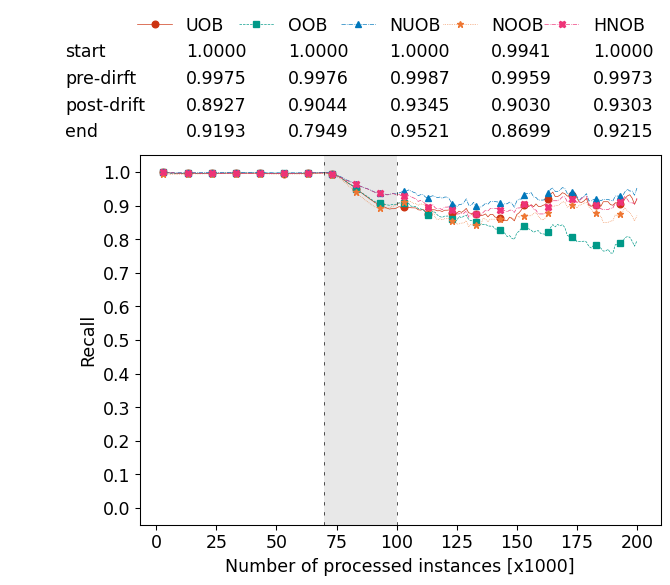 UOB OOB NUOB NOOB HNOB
start 1.0000 1.0000 1.0000 0.9941 1.0000
pre-dirft 0.9975 0.9976 0.9987 0.9959 0.9973
post-drift 0.8927 0.9044 0.9345 0.9030 0.9303
end 0.9193 0.7949 0.9521 0.8699 0.9215
1.0
0.9
0.8
0.7
0.6
0.5
0.4
0.3
0.2
0.1
0.0
Recall
0 25 50 75 100 125 150 175 200
Number of processed instances [x1000]